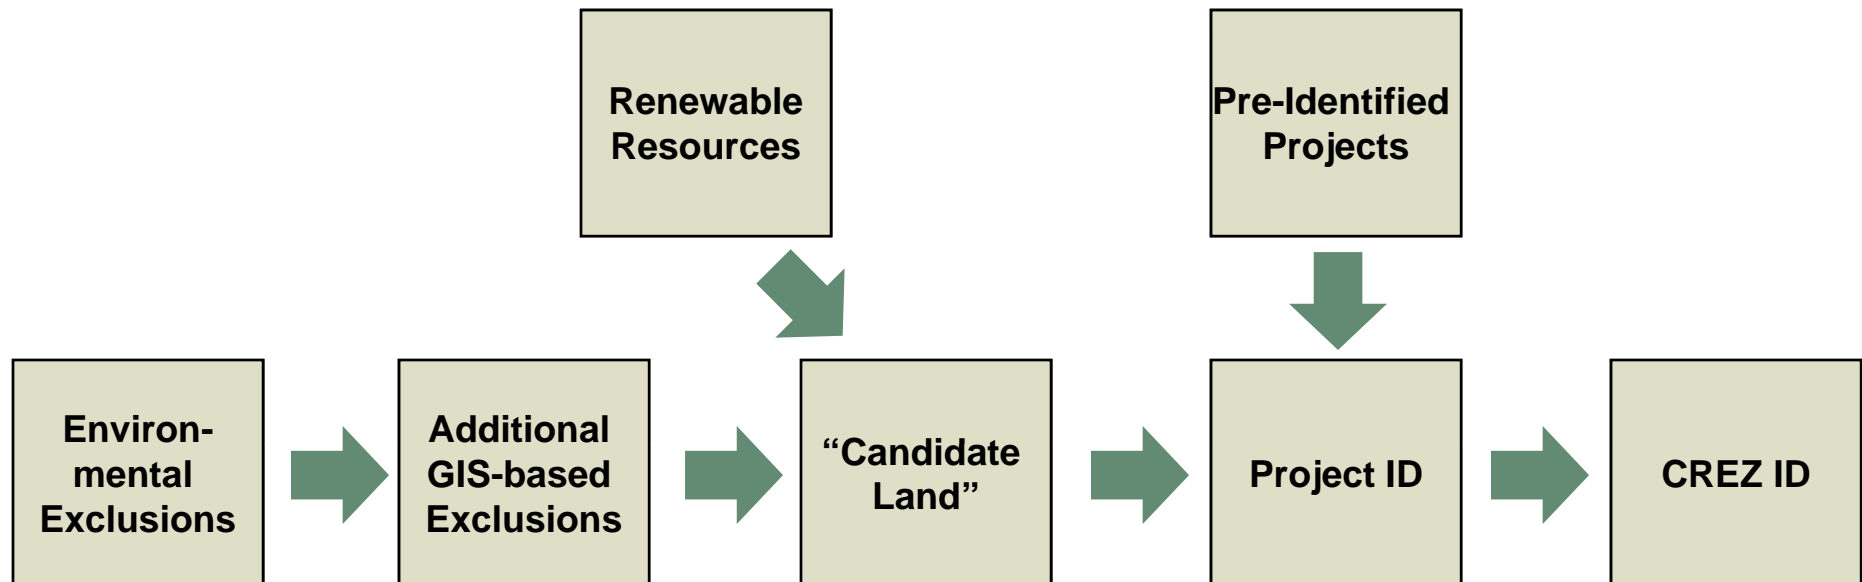 Renewable
Resources
Pre-Identified
Projects
Environ-
mental
Exclusions
Additional
GIS-based
Exclusions
“Candidate
Land”
Project ID
CREZ ID